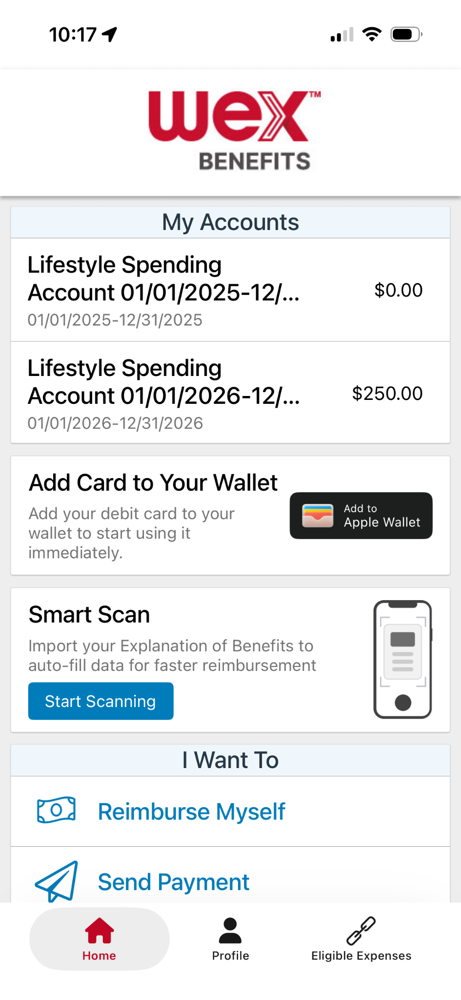 10:17
wex™
BENEFITS
My Accounts
Lifestyle Spending
Account 01/01/2025-12/...
$0.00
01/01/2025-12/31/2025
Lifestyle Spending
Account 01/01/2026-12/...
$250.00
01/01/2026-12/31/2026
Add Card to Your Wallet
Add your debit card to your
wallet to start using it
immediately.
Add to
Apple Wallet
Smart Scan
Import your Explanation of Benefits to
auto-fill data for faster reimbursement
Start Scanning
I Want To
Reimburse Myself
Send Payment
Home
Profile
Eligible Expenses